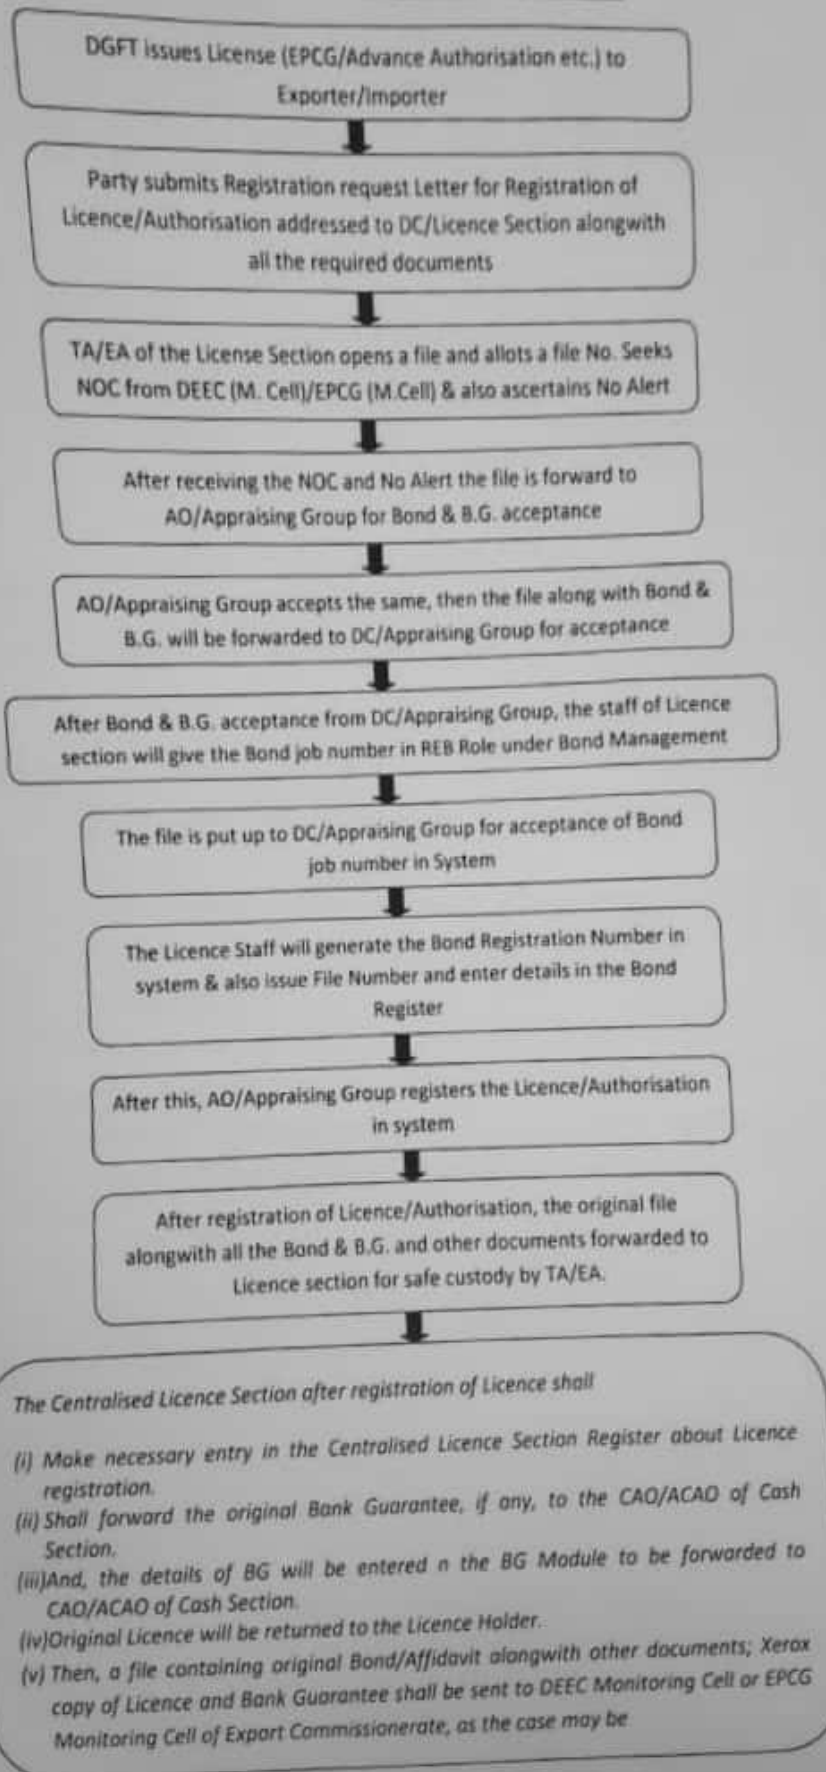 DGFT issues License (EPCG/Advance Authorisation etc.) to
Exporter/Importer
Party submits Registration request Letter for Registration of
Licence/Authorisation addressed to DC/Licence Section alongwith
all the required documents
TA/EA of the License Section opens a file and allots a file No. Seeks
NOC from DEEC (M. Cell)/EPCG (M.Cell) & also ascertains No Alert
After receiving the NOC and No Alert the file is forward to
AO/Appraising Group for Bond & B.G. acceptance
AO/Appraising Group accepts the same, then the file along with Bond &
B.G. will be forwarded to DC/Appraising Group for acceptance
After Bond & B.G. acceptance from DC/Appraising Group, the staff of Licence
section will give the Bond job number in REB Role under Bond Management
The file is put up to DC/Appraising Group for acceptance of Bond
job number in System
The Licence Staff will generate the Bond Registration Number in
system & also issue File Number and enter details in the Bond
Register
After this, AO/Appraising Group registers the Licence/Authorisation
in system
After registration of Licence/Authorisation, the original file
alongwith all the Bond & B.G. and other documents forwarded to
Licence section for safe custody by TA/EA.
The Centralised Licence Section after registration of Licence shall
(i) Make necessary entry in the Centralised Licence Section Register about Licence
registration.
(ii) Shall forward the original Bank Guarantee, if any, to the CAO/ACAO of Cash
Section.
(iii)And, the details of BG will be entered n the BG Module to be forwarded to
CAO/ACAO of Cash Section.
(iv)Original Licence will be returned to the Licence Holder.
(v) Then, a file containing original Bond/Affidavit alongwith other documents; Xerox
copy of Licence and Bank Guarantee shall be sent to DEEC Monitoring Cell or EPCG
Monitoring Cell of Export Commissionerate, as the case may be